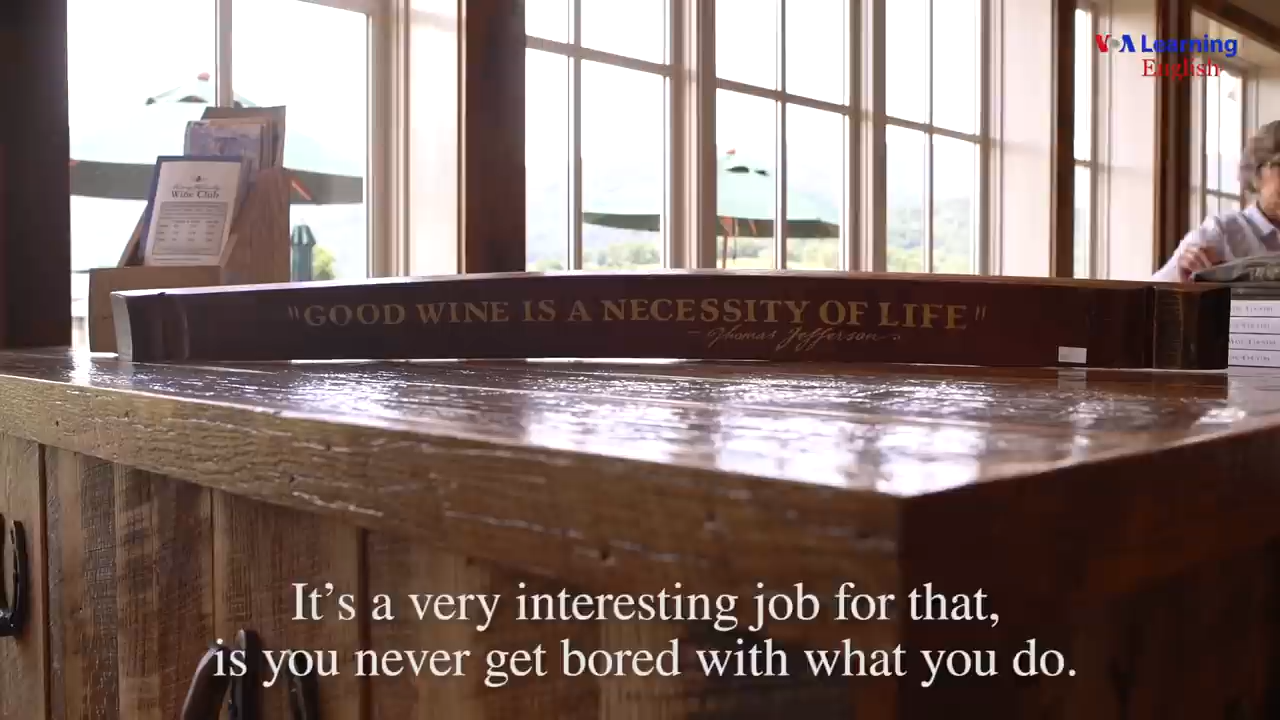 VOA Learning
English
Wine Club
"GOOD WINE IS A NECESSITY OF LIFE"
- Thomas Jefferson
It's a very interesting job for that,
is you never get bored with what you do.